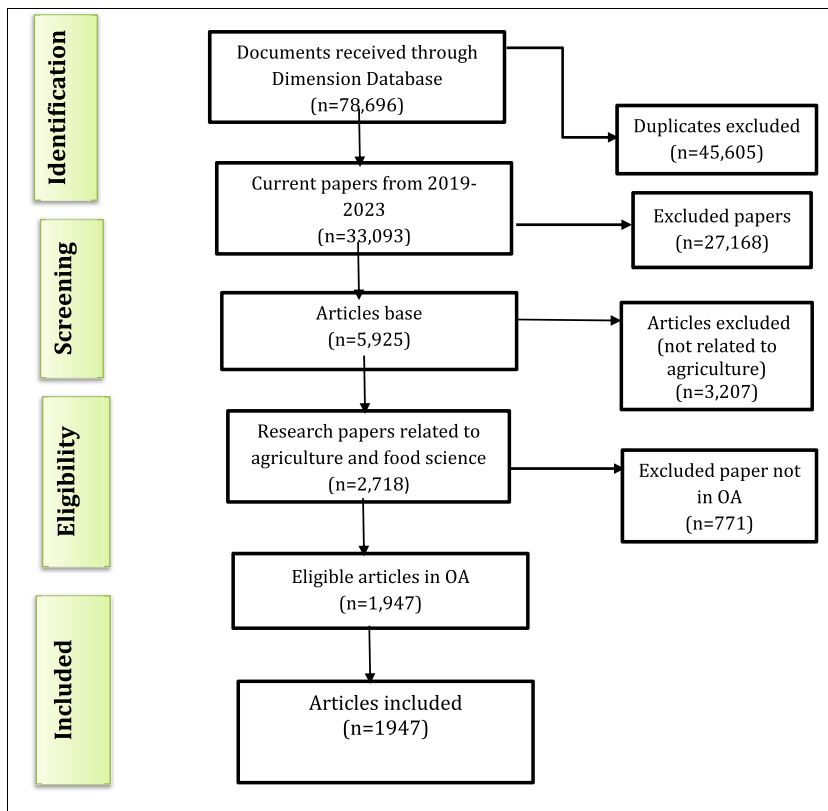 Identification
Documents received through
Dimension Database
(n=78,696)
Duplicates excluded
(n=45,605)
Current papers from 2019-
2023
(n=33,093)
Excluded papers
(n=27,168)
Screening
Articles base
(n=5,925)
Articles excluded
(not related to
agriculture)
(n=3,207)
Eligibility
Research papers related to
agriculture and food science
(n=2,718)
Excluded paper not
in OA
(n=771)
Eligible articles in OA
(n=1,947)
Included
Articles included
(n=1947)